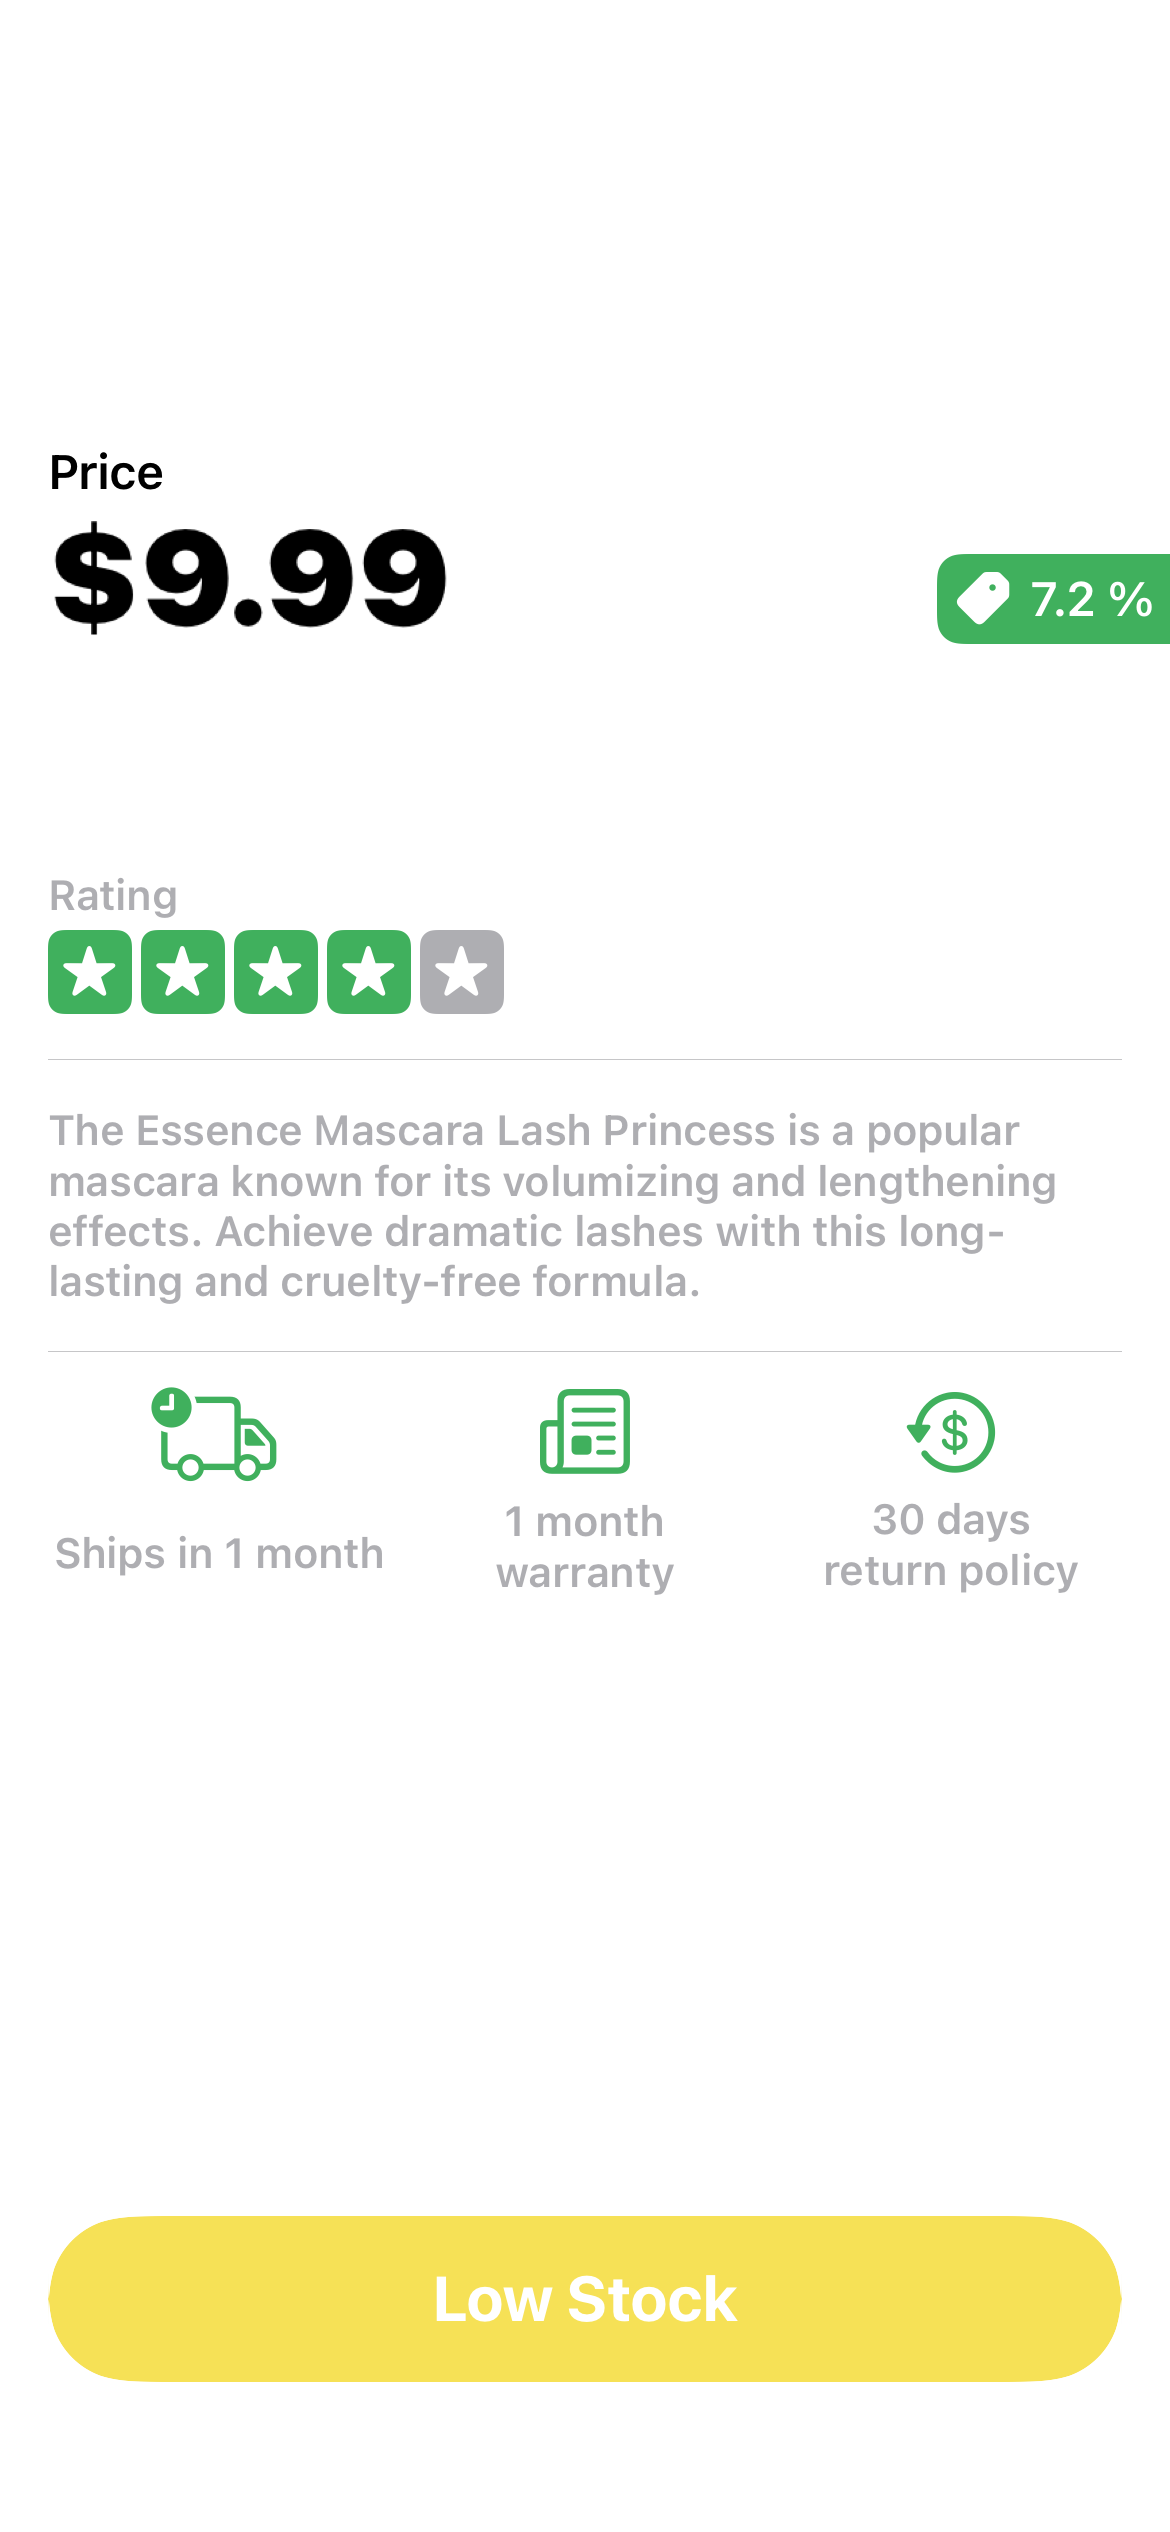 Price
$9.99
7.2 %
Rating
The Essence Mascara Lash Princess is a popular
mascara known for its volumizing and lengthening
effects. Achieve dramatic lashes with this long-
lasting and cruelty-free formula.
Ships in 1 month
1 month
warranty
30 days
return policy
Low Stock